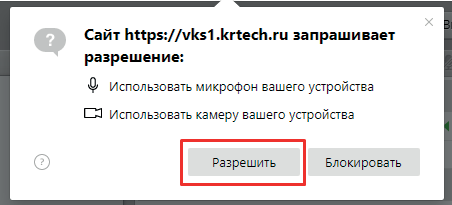 Сайт https://vks1.krtech.ru запрашивает
разрешение:
Использовать микрофон вашего устройства
Использовать камеру вашего устройства
Разрешить
Блокировать